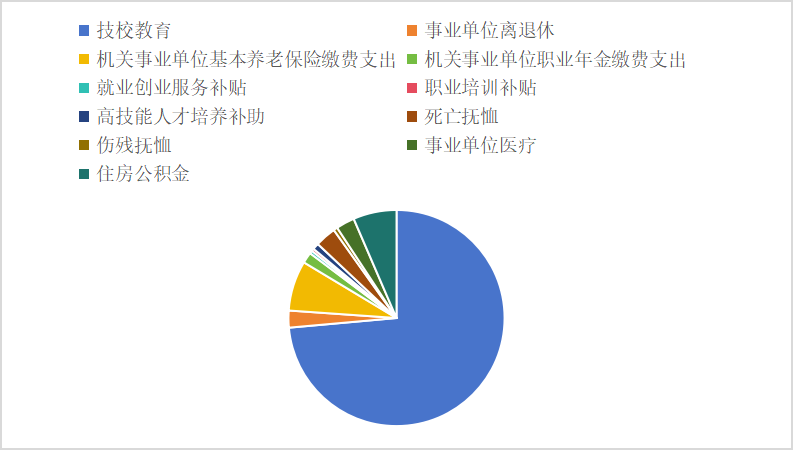 技校教育 事业单位离退休
机关事业单位基本养老保险缴费支出 机关事业单位职业年金缴费支出
就业创业服务补贴 职业培训补贴
高技能人才培养补助 死亡抚恤
伤残抚恤 事业单位医疗
住房公积金